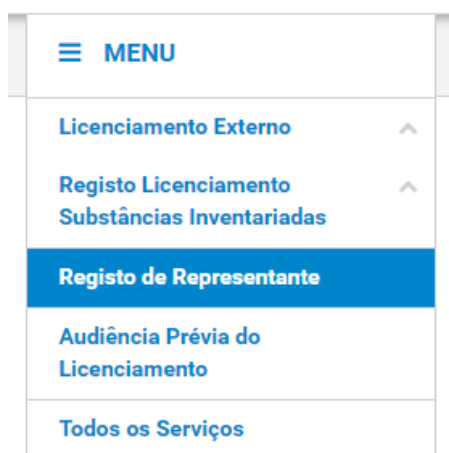 MENU
Licenciamento Externo
Registo Licenciamento
Substâncias Inventariadas
Registo de Representante
Audiência Prévia do
Licenciamento
Todos os Serviços